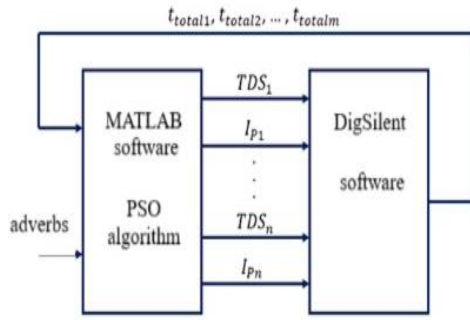 t_total1, t_total2, ..., t_totalm
MATLAB
software
PSO
algorithm
adverbs
TDS_1
I_P1
.
.
.
TDS_n
I_Pn
DigSilent
software